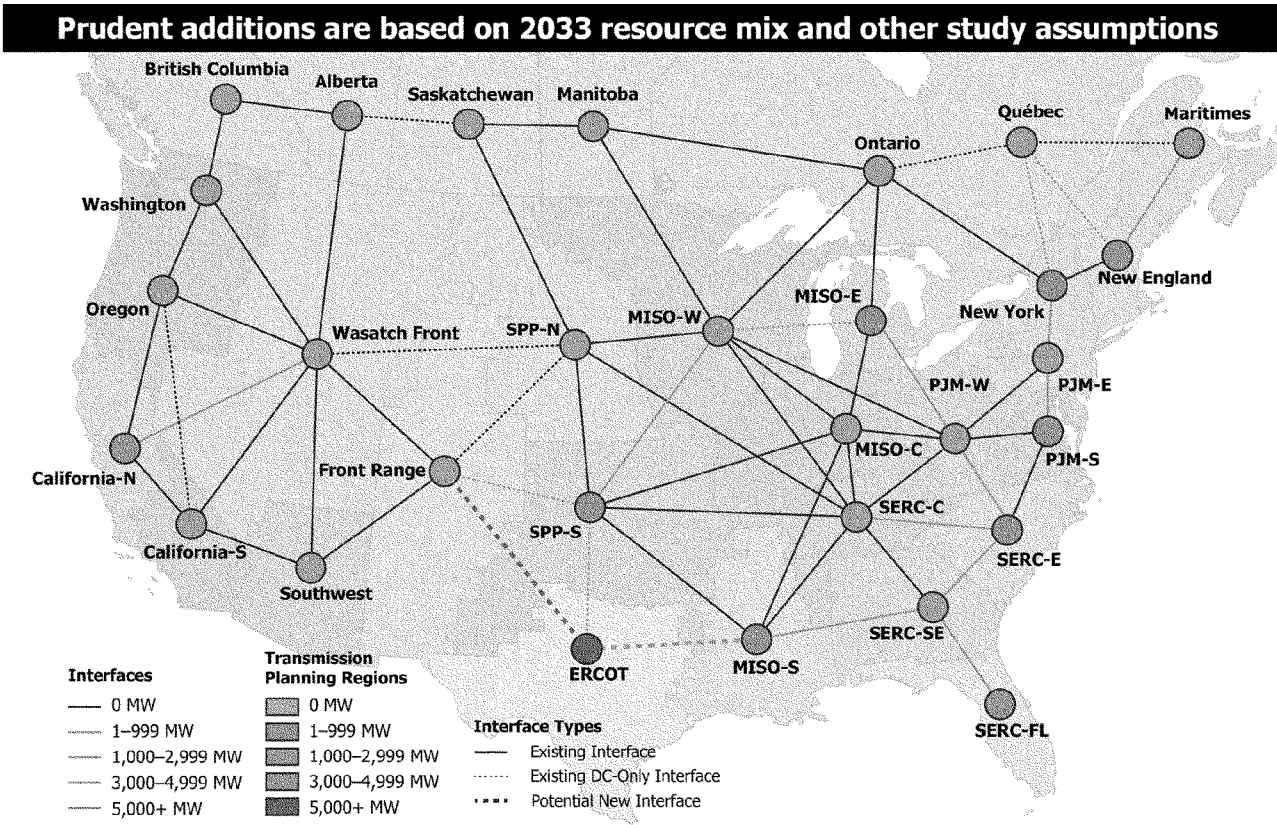 Prudent additions are based on 2033 resource mix and other study assumptions
British Columbia
Alberta
Saskatchewan
Manitoba
Ontario
Québec
Maritimes
Washington
Oregon
Wasatch Front
SPP-N
MISO-W
MISO-E
New York
New England
PJM-W
PJM-E
California-N
Front Range
MISO-C
PJM-S
California-S
SPP-S
SERC-C
SERC-E
Southwest
SERC-SE
ERCOT
MISO-S
SERC-FL
Interfaces
0 MW
1–999 MW
1,000–2,999 MW
3,000–4,999 MW
5,000+ MW
Transmission
Planning Regions
0 MW
1–999 MW
1,000–2,999 MW
3,000–4,999 MW
5,000+ MW
Interface Types
Existing Interface
Existing DC-Only Interface
Potential New Interface